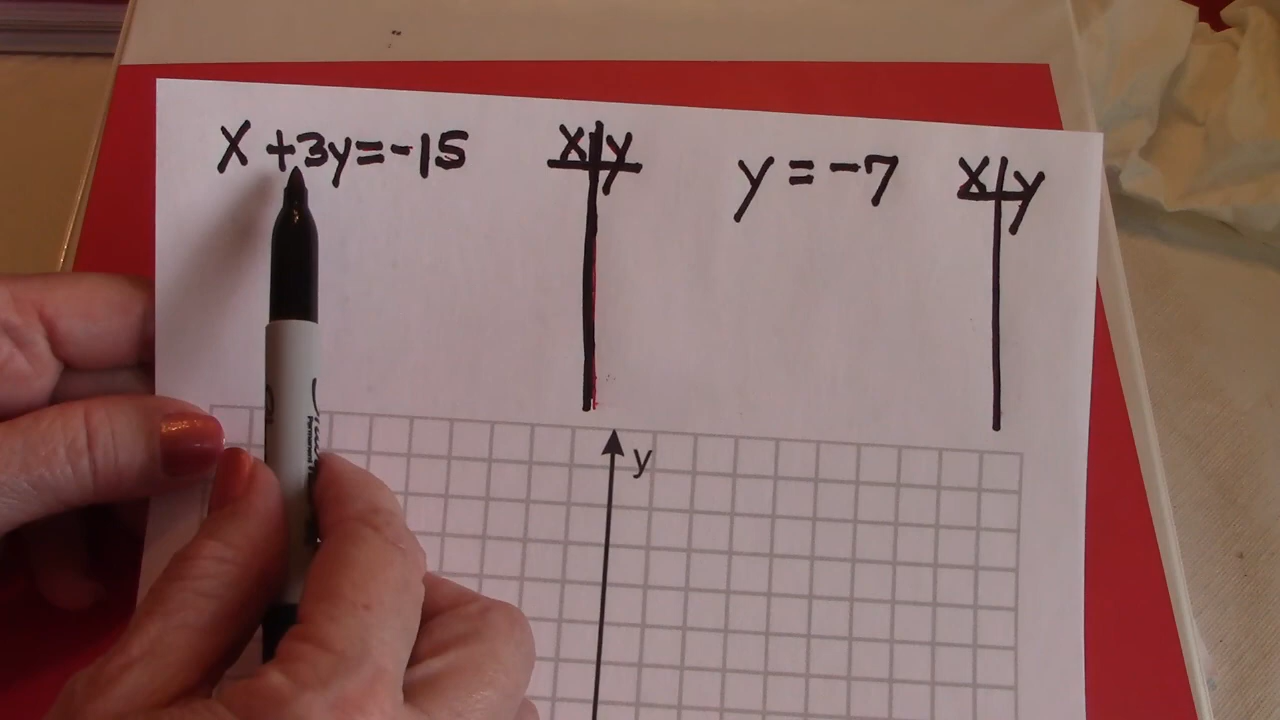 x + 3y = -15
x y
y = -7
x y
y